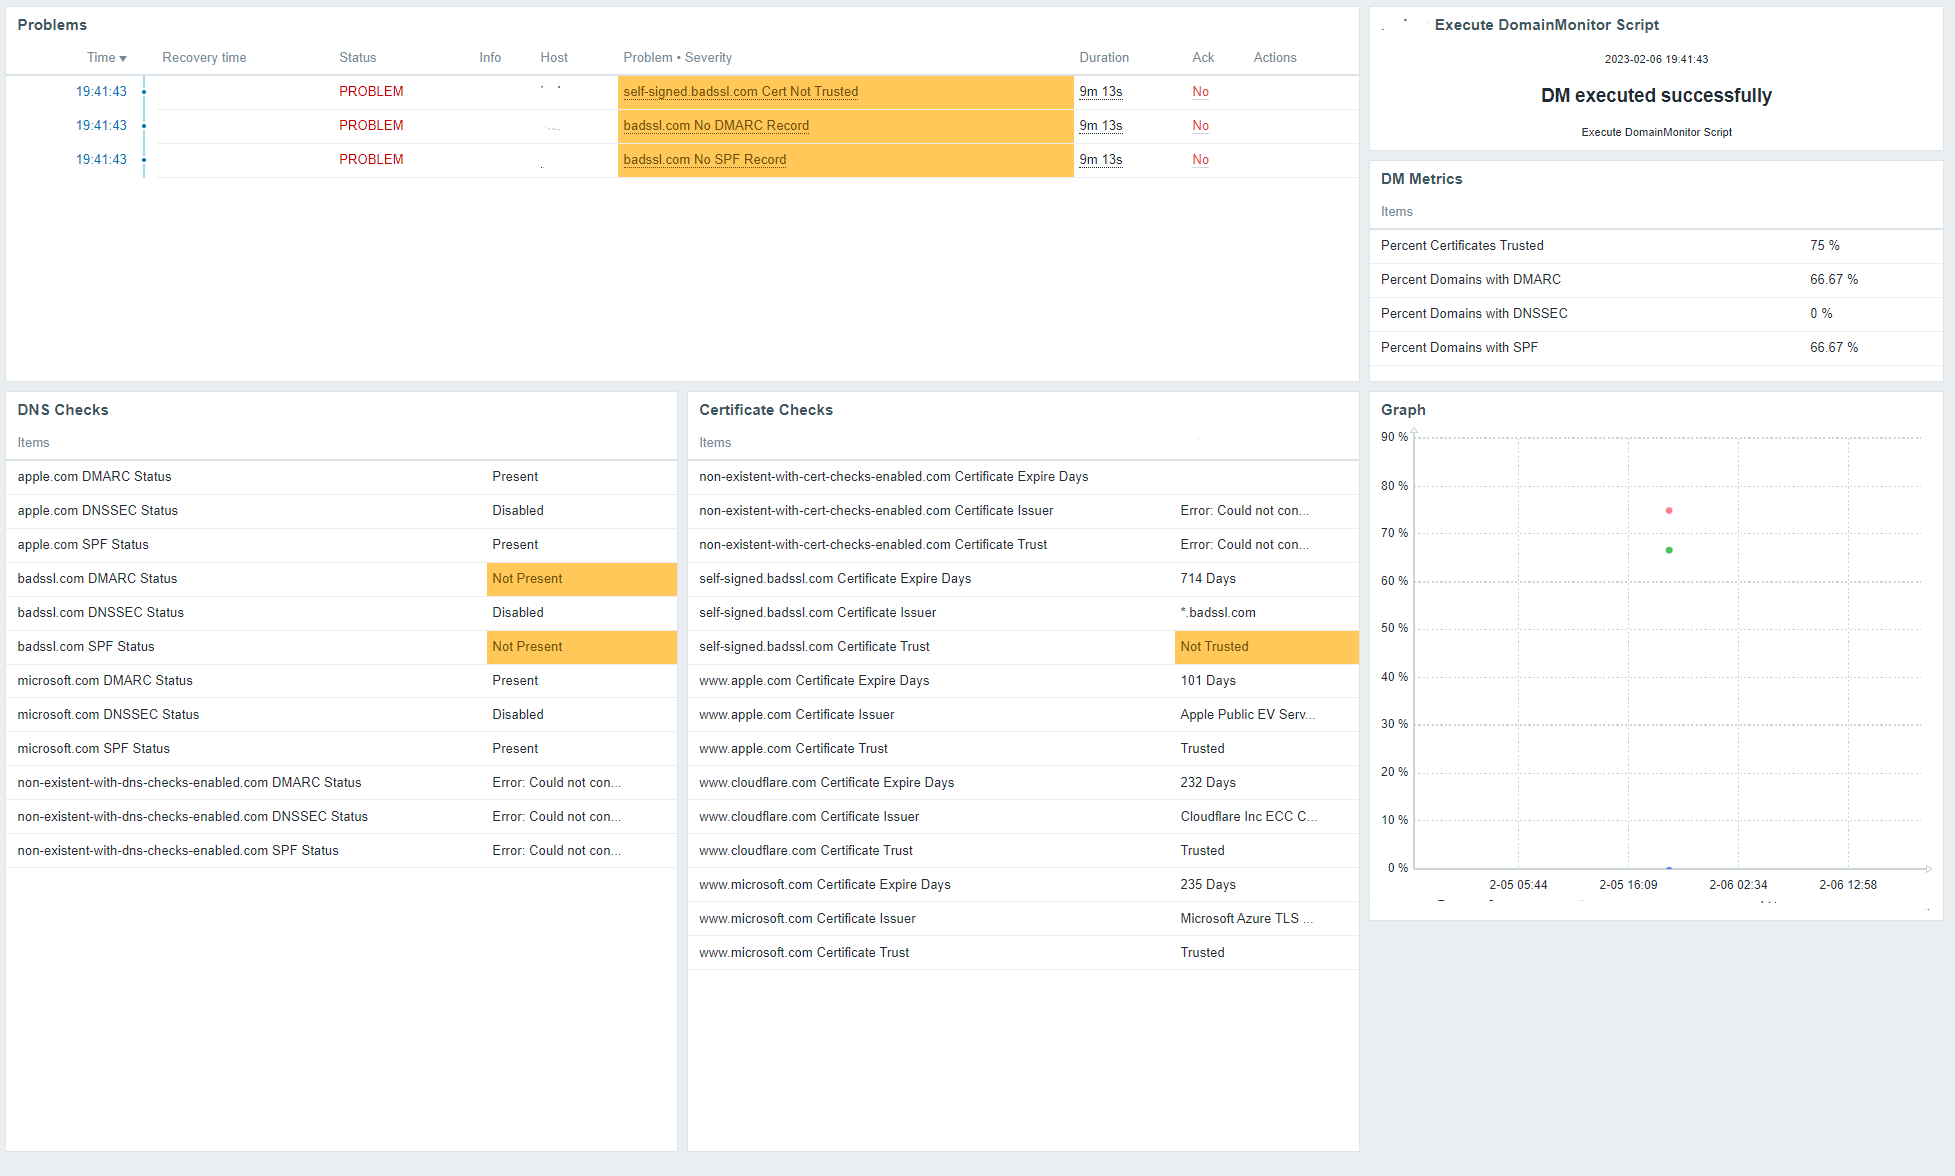 Problems
Time Recovery time Status Info Host Problem • Severity Duration Ack Actions
19:41:43 PROBLEM self-signed.badssl.com Cert Not Trusted 9m 13s No
19:41:43 PROBLEM badssl.com No DMARC Record 9m 13s No
19:41:43 PROBLEM badssl.com No SPF Record 9m 13s No
Execute DomainMonitor Script
2023-02-06 19:41:43
DM executed successfully
Execute DomainMonitor Script
DM Metrics
Items
Percent Certificates Trusted 75 %
Percent Domains with DMARC 66.67 %
Percent Domains with DNSSEC 0 %
Percent Domains with SPF 66.67 %
DNS Checks
Items
apple.com DMARC Status Present
apple.com DNSSEC Status Disabled
apple.com SPF Status Present
badssl.com DMARC Status Not Present
badssl.com DNSSEC Status Disabled
badssl.com SPF Status Not Present
microsoft.com DMARC Status Present
microsoft.com DNSSEC Status Disabled
microsoft.com SPF Status Present
non-existent-with-dns-checks-enabled.com DMARC Status Error: Could not con...
non-existent-with-dns-checks-enabled.com DNSSEC Status Error: Could not con...
non-existent-with-dns-checks-enabled.com SPF Status Error: Could not con...
Certificate Checks
Items
non-existent-with-cert-checks-enabled.com Certificate Expire Days
non-existent-with-cert-checks-enabled.com Certificate Issuer Error: Could not con...
non-existent-with-cert-checks-enabled.com Certificate Trust Error: Could not con...
self-signed.badssl.com Certificate Expire Days 714 Days
self-signed.badssl.com Certificate Issuer *.badssl.com
self-signed.badssl.com Certificate Trust Not Trusted
www.apple.com Certificate Expire Days 101 Days
www.apple.com Certificate Issuer Apple Public EV Serv...
www.apple.com Certificate Trust Trusted
www.cloudflare.com Certificate Expire Days 232 Days
www.cloudflare.com Certificate Issuer Cloudflare Inc ECC C...
www.cloudflare.com Certificate Trust Trusted
www.microsoft.com Certificate Expire Days 235 Days
www.microsoft.com Certificate Issuer Microsoft Azure TLS ...
www.microsoft.com Certificate Trust Trusted
Graph
90 %
80 %
70 %
60 %
50 %
40 %
30 %
20 %
10 %
0 %
2-05 05:44 2-05 16:09 2-06 02:34 2-06 12:58